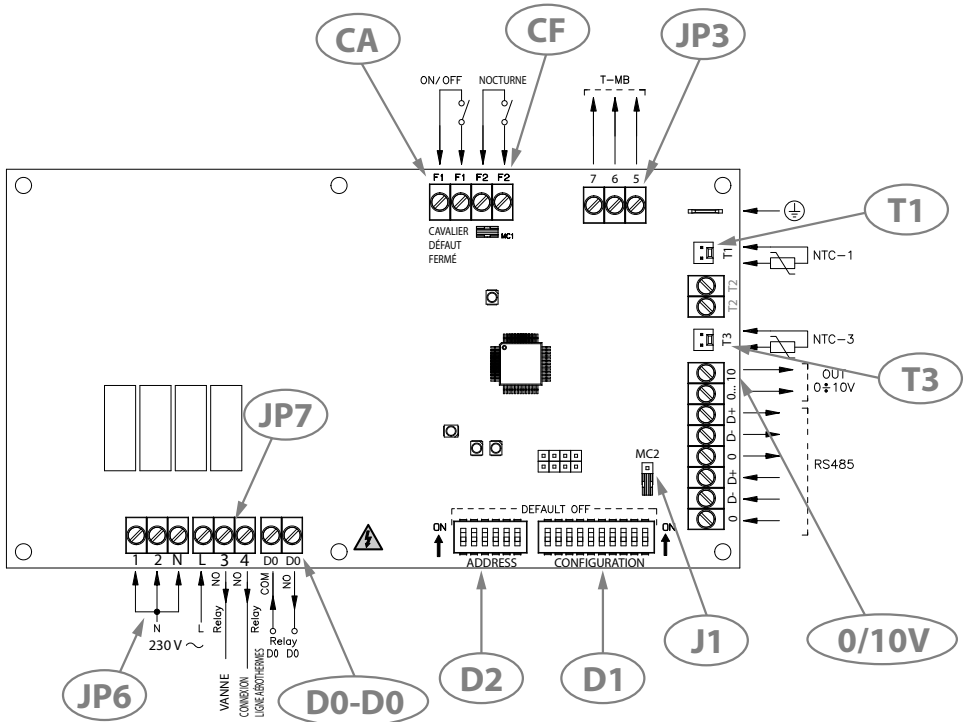 CA
CF
JP3
ON/OFF
NOCTURNE
T-MB
F1 F1 F2 F2
7 6 5
CAVALIER
DÉFAUT
FERMÉ
MC1
T1
T1
NTC-1
T2
T2
T3
NTC-3
T3
10
0...
OUT
0÷10V
D+
D-
0
D+
D-
0
RS485
JP7
MC2
DEFAULT OFF
ON
ON
ADDRESS
CONFIGURATION
1 2 N L 3 4 D0 D0
NO
NO
COM
NO
N
230 V ~
L
Relay
Relay
Relay
D0 D0
VANNE
CONNEXION
LIGNE AÉROTHERMES
JP6
D0-D0
D2
D1
J1
0/10V